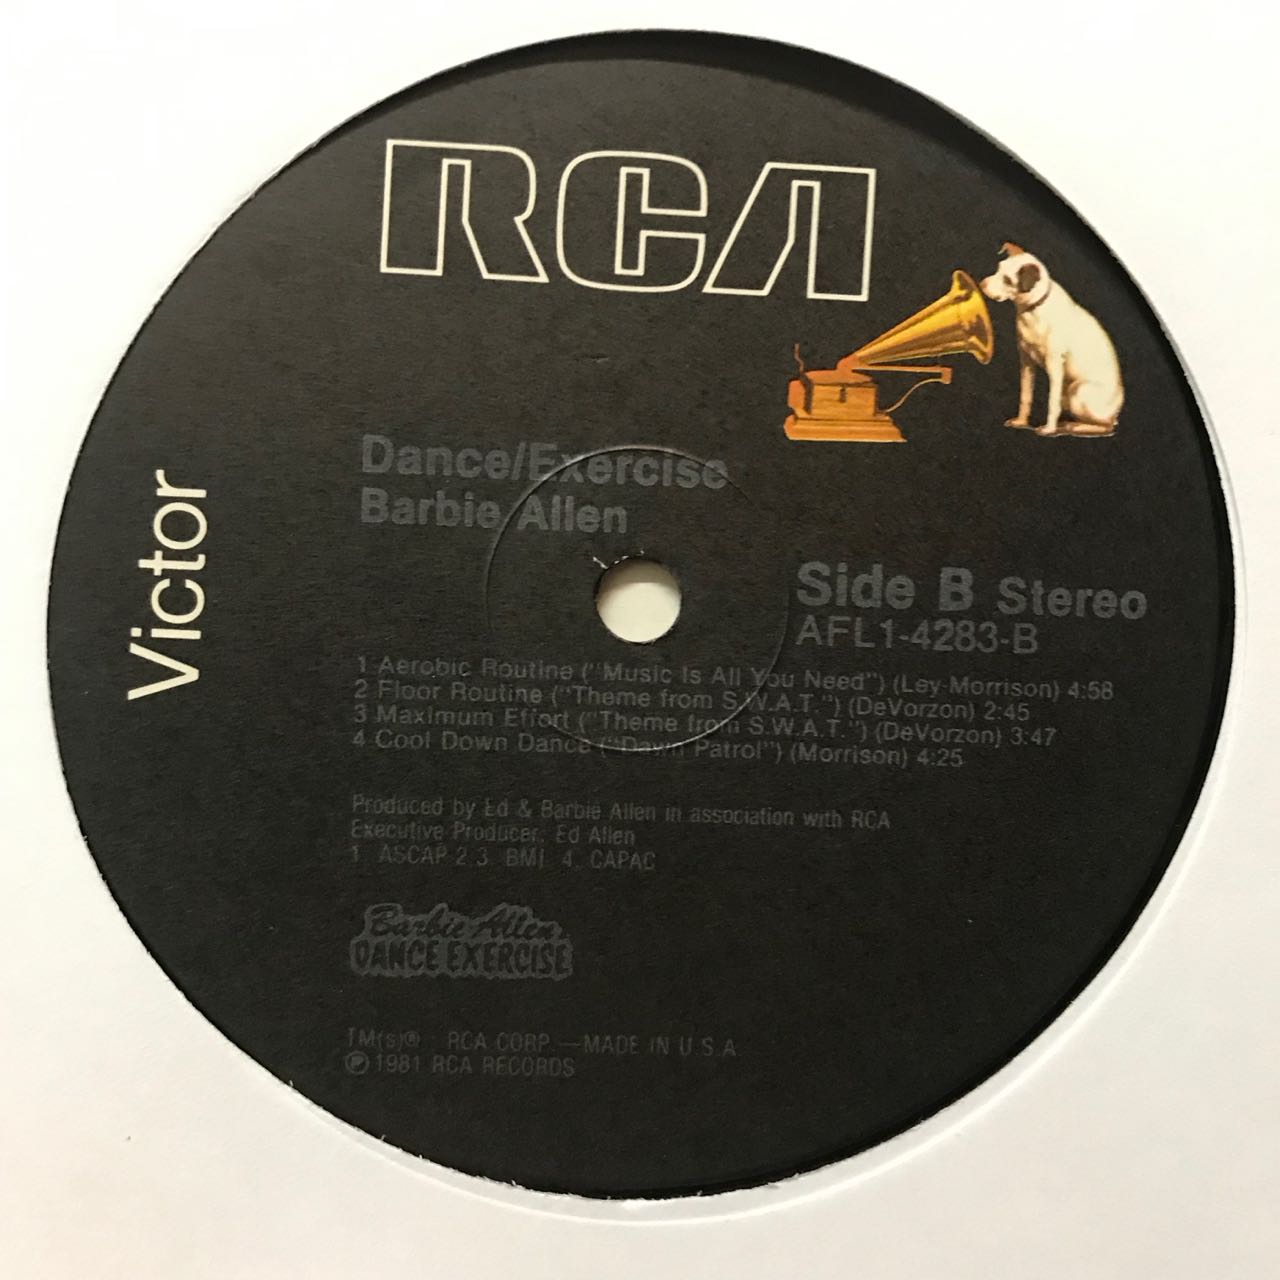 RCA
Victor
Dance/Exercise
Barbie Allen
Side B Stereo
AFL1-4283-B
1 Aerobic Routine ("Music Is All You Need") (Ley-Morrison) 4:58
2 Floor Routine ("Theme from S.W.A.T.") (DeVorzon) 2:45
3 Maximum Effort ("Theme from S.W.A.T.") (DeVorzon) 3:47
4 Cool Down Dance ("Dawn Patrol") (Morrison) 4:25
Produced by Ed & Barbie Allen in association with RCA
Executive Producer: Ed Allen
1. ASCAP 2.3. BMI 4. CAPAC
Barbie Allen
DANCE EXERCISE
TM(s)® RCA CORP.—MADE IN U.S.A.
℗ 1981 RCA RECORDS